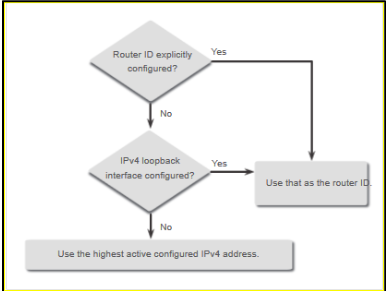 Router ID explicitly
configured?
Yes
No
IPv4 loopback
interface configured?
Yes
Use that as the router ID.
No
Use the highest active configured IPv4 address.